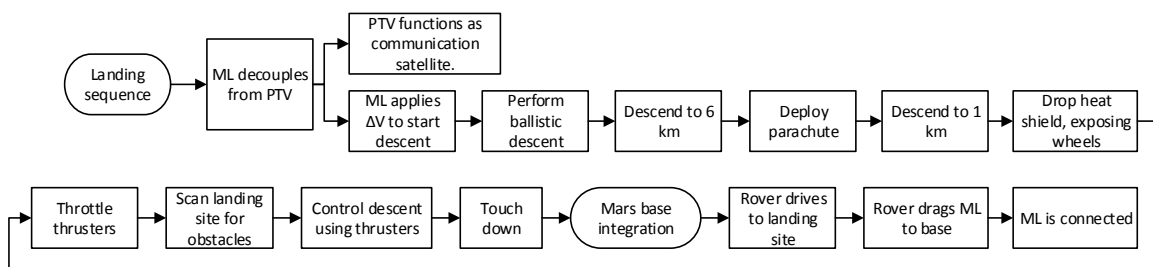 Landing
sequence
ML decouples
from PTV
PTV functions as
communication
satellite.
ML applies
ΔV to start
descent
Perform
ballistic
descent
Descend to 6
km
Deploy
parachute
Descend to 1
km
Drop heat
shield, exposing
wheels
Throttle
thrusters
Scan landing
site for
obstacles
Control descent
using thrusters
Touch
down
Mars base
integration
Rover drives
to landing
site
Rover drags ML
to base
ML is connected